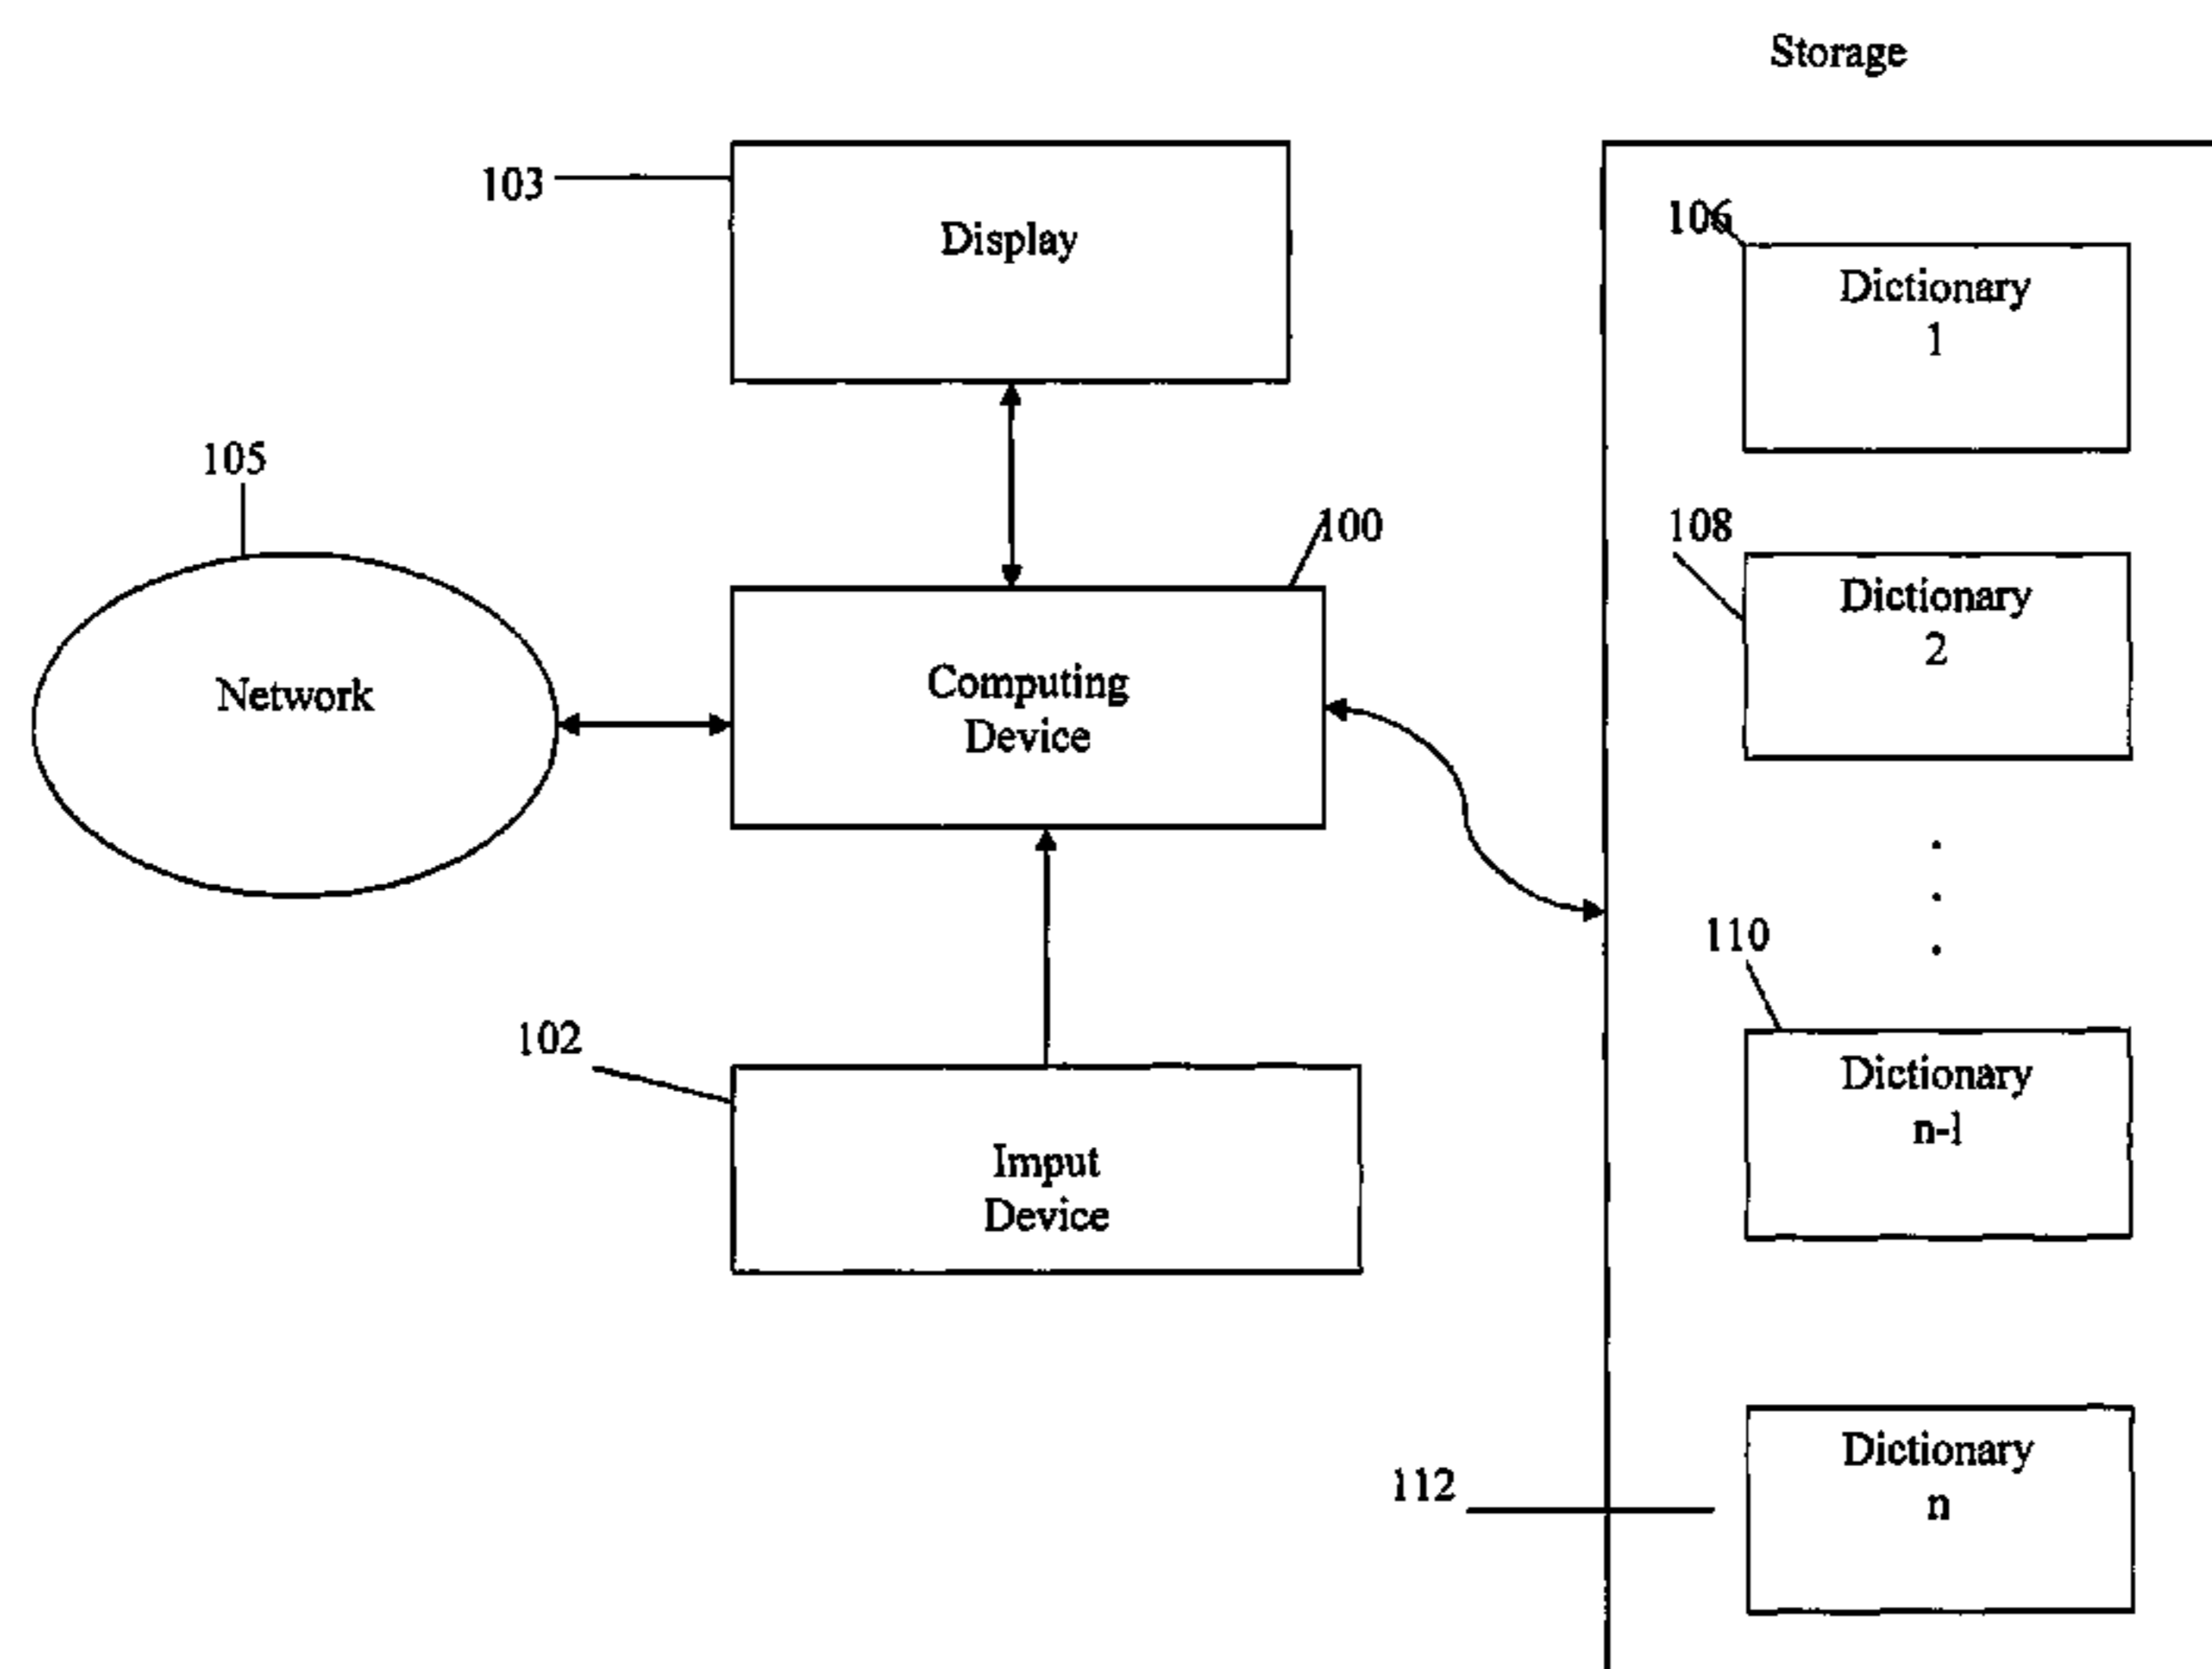 Storage
103
Display
106
Dictionary
1
105
100
108
Dictionary
2
Network
Computing
Device
.
.
.
110
102
Dictionary
n-1
Imput
Device
Dictionary
n
112